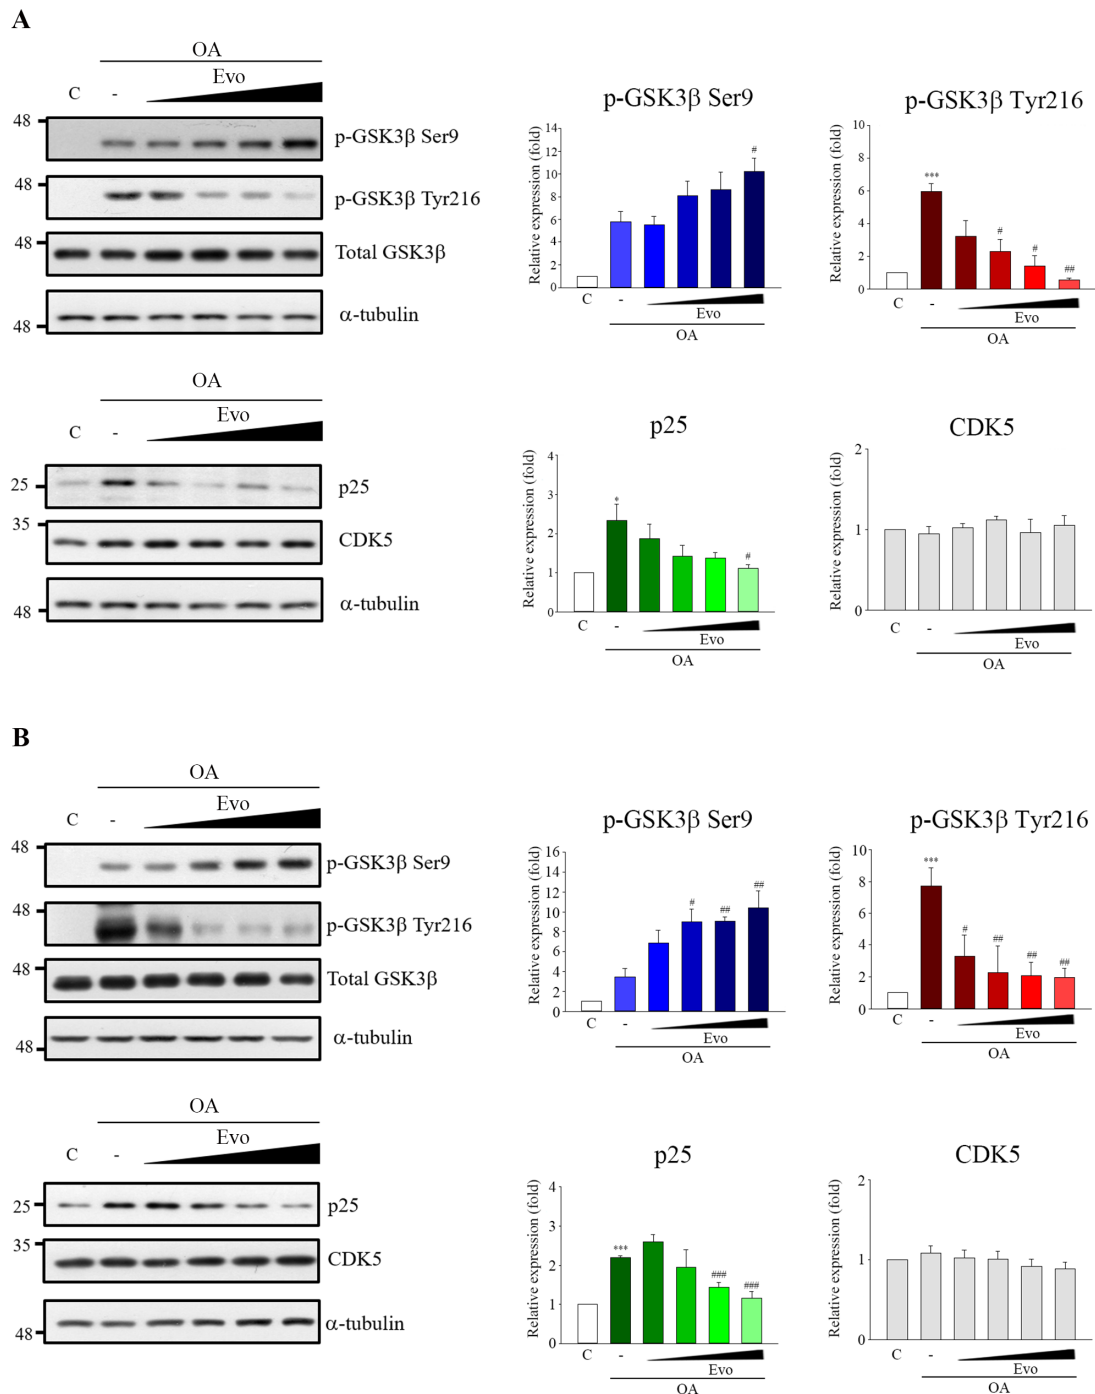 A
OA
Evo
C -
48
p-GSK3β Ser9
48
p-GSK3β Tyr216
48
Total GSK3β
48
α-tubulin
p-GSK3β Ser9
Relative expression (fold)
14
12
10
8
6
4
2
0
#
C -
Evo
OA
p-GSK3β Tyr216
Relative expression (fold)
10
8
6
4
2
0
*** # # ##
C -
Evo
OA
OA
Evo
C -
25
p25
35
CDK5
48
α-tubulin
p25
Relative expression (fold)
4
3
2
1
0
* #
C -
Evo
OA
CDK5
Relative expression (fold)
2
1
0
C -
Evo
OA
B
OA
Evo
C -
48
p-GSK3β Ser9
48
p-GSK3β Tyr216
48
Total GSK3β
48
α-tubulin
p-GSK3β Ser9
Relative expression (fold)
16
14
12
10
8
6
4
2
0
# ## ##
C -
Evo
OA
p-GSK3β Tyr216
Relative expression (fold)
10
8
6
4
2
0
*** # ## ## ##
C -
Evo
OA
OA
Evo
C -
25
p25
35
CDK5
48
α-tubulin
p25
Relative expression (fold)
4
3
2
1
0
*** ### ###
C -
Evo
OA
CDK5
Relative expression (fold)
2
1
0
C -
Evo
OA